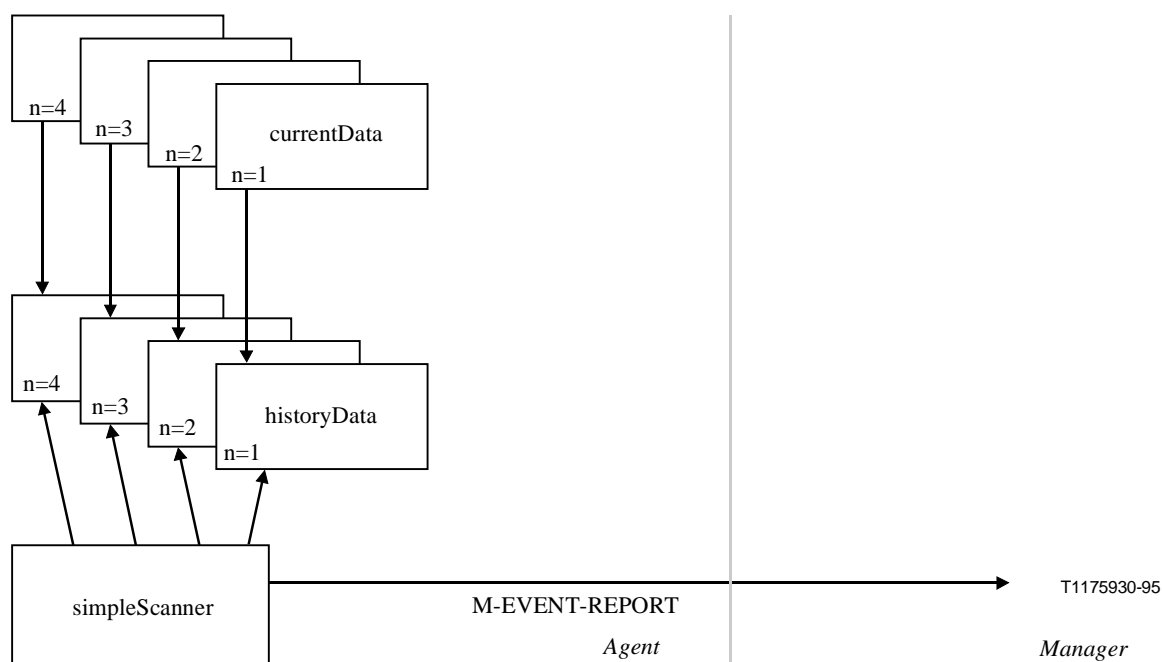 n=4
n=3
n=2
currentData
n=1
n=4
n=3
n=2
historyData
n=1
simpleScanner
M-EVENT-REPORT
T1175930-95
Agent
Manager